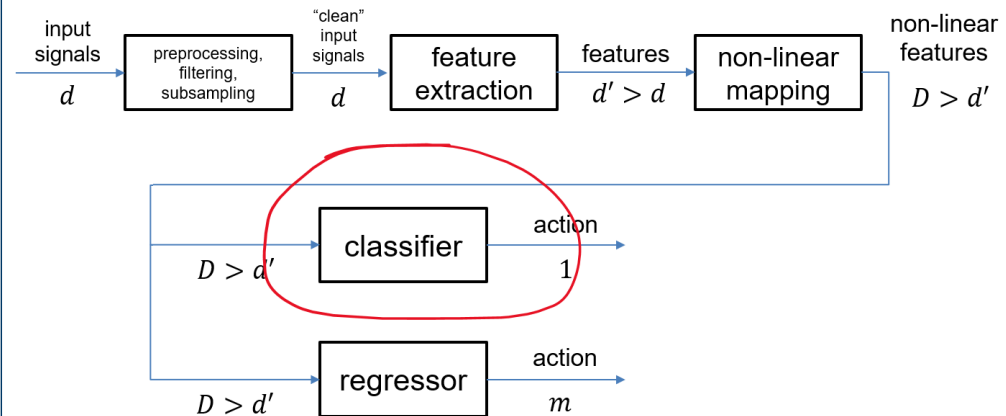 input
signals
d
preprocessing,
filtering,
subsampling
“clean”
input
signals
d
feature
extraction
features
d′ > d
non-linear
mapping
non-linear
features
D > d′
D > d′
classifier
action
1
D > d′
regressor
action
m